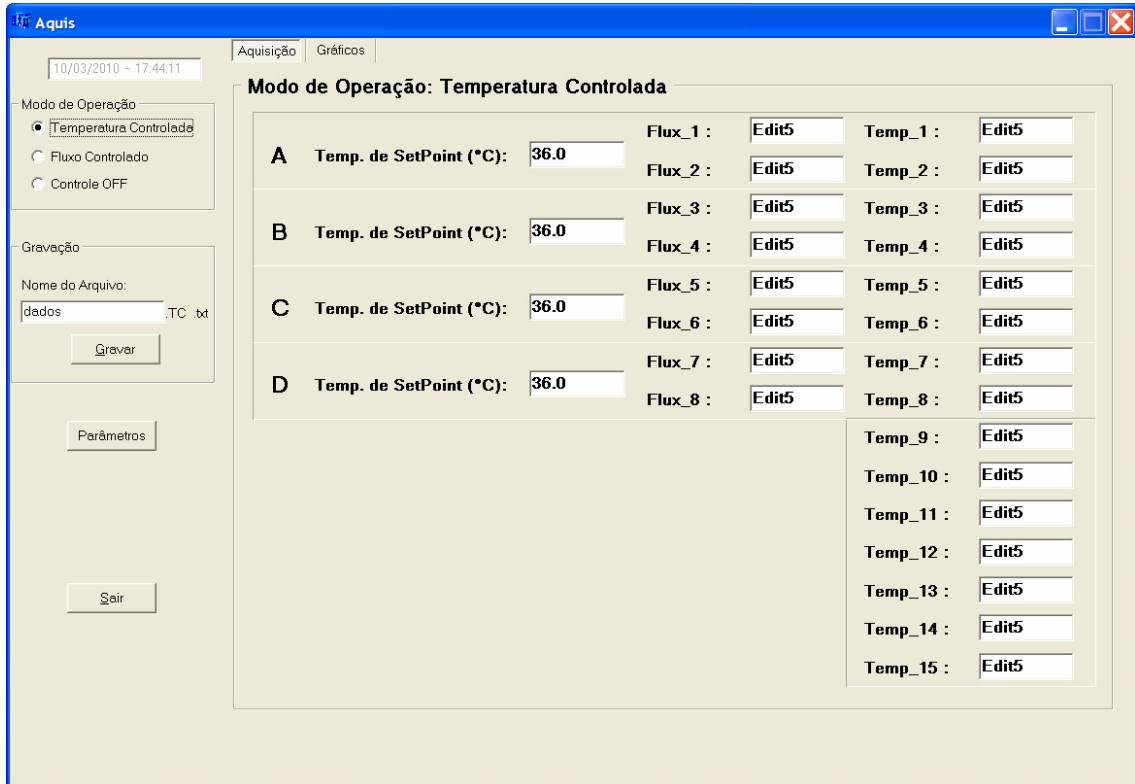 Aquis
10/03/2010 - 17:44:11
Modo de Operação
Temperatura Controlada
Fluxo Controlado
Controle OFF
Gravação
Nome do Arquivo:
dados .TC .txt
Gravar
Parâmetros
Sair
Aquisição Gráficos
Modo de Operação: Temperatura Controlada
A Temp. de SetPoint (°C): 36.0
Flux_1 : Edit5 Temp_1 : Edit5
Flux_2 : Edit5 Temp_2 : Edit5
B Temp. de SetPoint (°C): 36.0
Flux_3 : Edit5 Temp_3 : Edit5
Flux_4 : Edit5 Temp_4 : Edit5
C Temp. de SetPoint (°C): 36.0
Flux_5 : Edit5 Temp_5 : Edit5
Flux_6 : Edit5 Temp_6 : Edit5
D Temp. de SetPoint (°C): 36.0
Flux_7 : Edit5 Temp_7 : Edit5
Flux_8 : Edit5 Temp_8 : Edit5
Temp_9 : Edit5
Temp_10 : Edit5
Temp_11 : Edit5
Temp_12 : Edit5
Temp_13 : Edit5
Temp_14 : Edit5
Temp_15 : Edit5